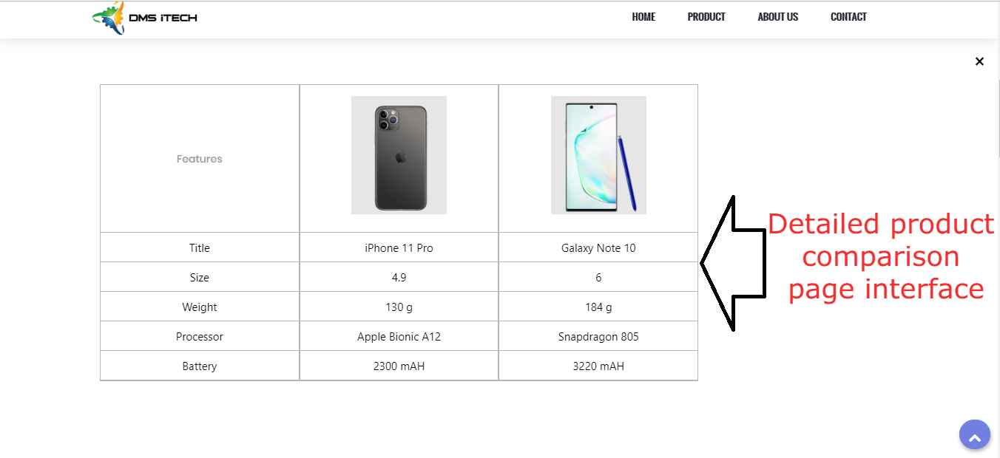 DMS iTECH
HOME PRODUCT ABOUT US CONTACT
Features
Title iPhone 11 Pro Galaxy Note 10
Size 4.9 6
Weight 130 g 184 g
Processor Apple Bionic A12 Snapdragon 805
Battery 2300 mAH 3220 mAH
Detailed product
comparison
page interface